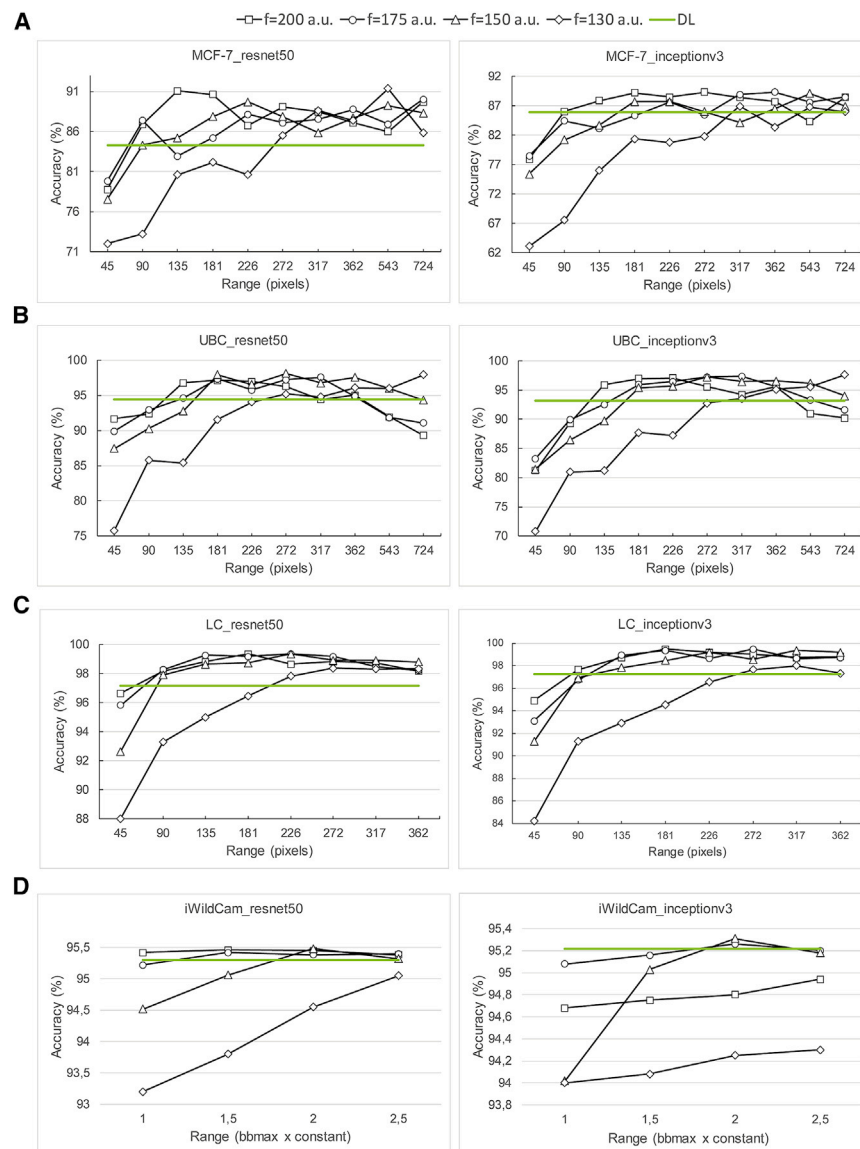 f=200 a.u. f=175 a.u. f=150 a.u. f=130 a.u. DL
A
MCF-7_resnet50
Accuracy (%)
91
86
81
76
71
45 90 135 181 226 272 317 362 543 724
Range (pixels)
MCF-7_inceptionv3
Accuracy (%)
92
87
82
77
72
67
62
45 90 135 181 226 272 317 362 543 724
Range (pixels)
B
UBC_resnet50
Accuracy (%)
100
95
90
85
80
75
45 90 135 181 226 272 317 362 543 724
Range (pixels)
UBC_inceptionv3
Accuracy (%)
100
95
90
85
80
75
70
45 90 135 181 226 272 317 362 543 724
Range (pixels)
C
LC_resnet50
Accuracy (%)
100
98
96
94
92
90
88
45 90 135 181 226 272 317 362
Range (pixels)
LC_inceptionv3
Accuracy (%)
100
98
96
94
92
90
88
86
84
45 90 135 181 226 272 317 362
Range (pixels)
D
iWildCam_resnet50
Accuracy (%)
95,5
95
94,5
94
93,5
93
1 1,5 2 2,5
Range (bbmax x constant)
iWildCam_inceptionv3
Accuracy (%)
95,4
95,2
95
94,8
94,6
94,4
94,2
94
93,8
1 1,5 2 2,5
Range (bbmax x constant)